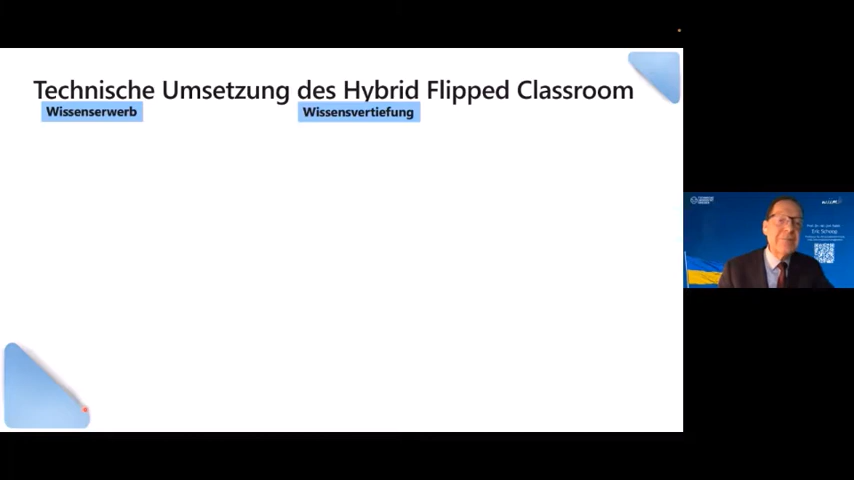 Technische Umsetzung des Hybrid Flipped Classroom
Wissenserwerb
Wissensvertiefung